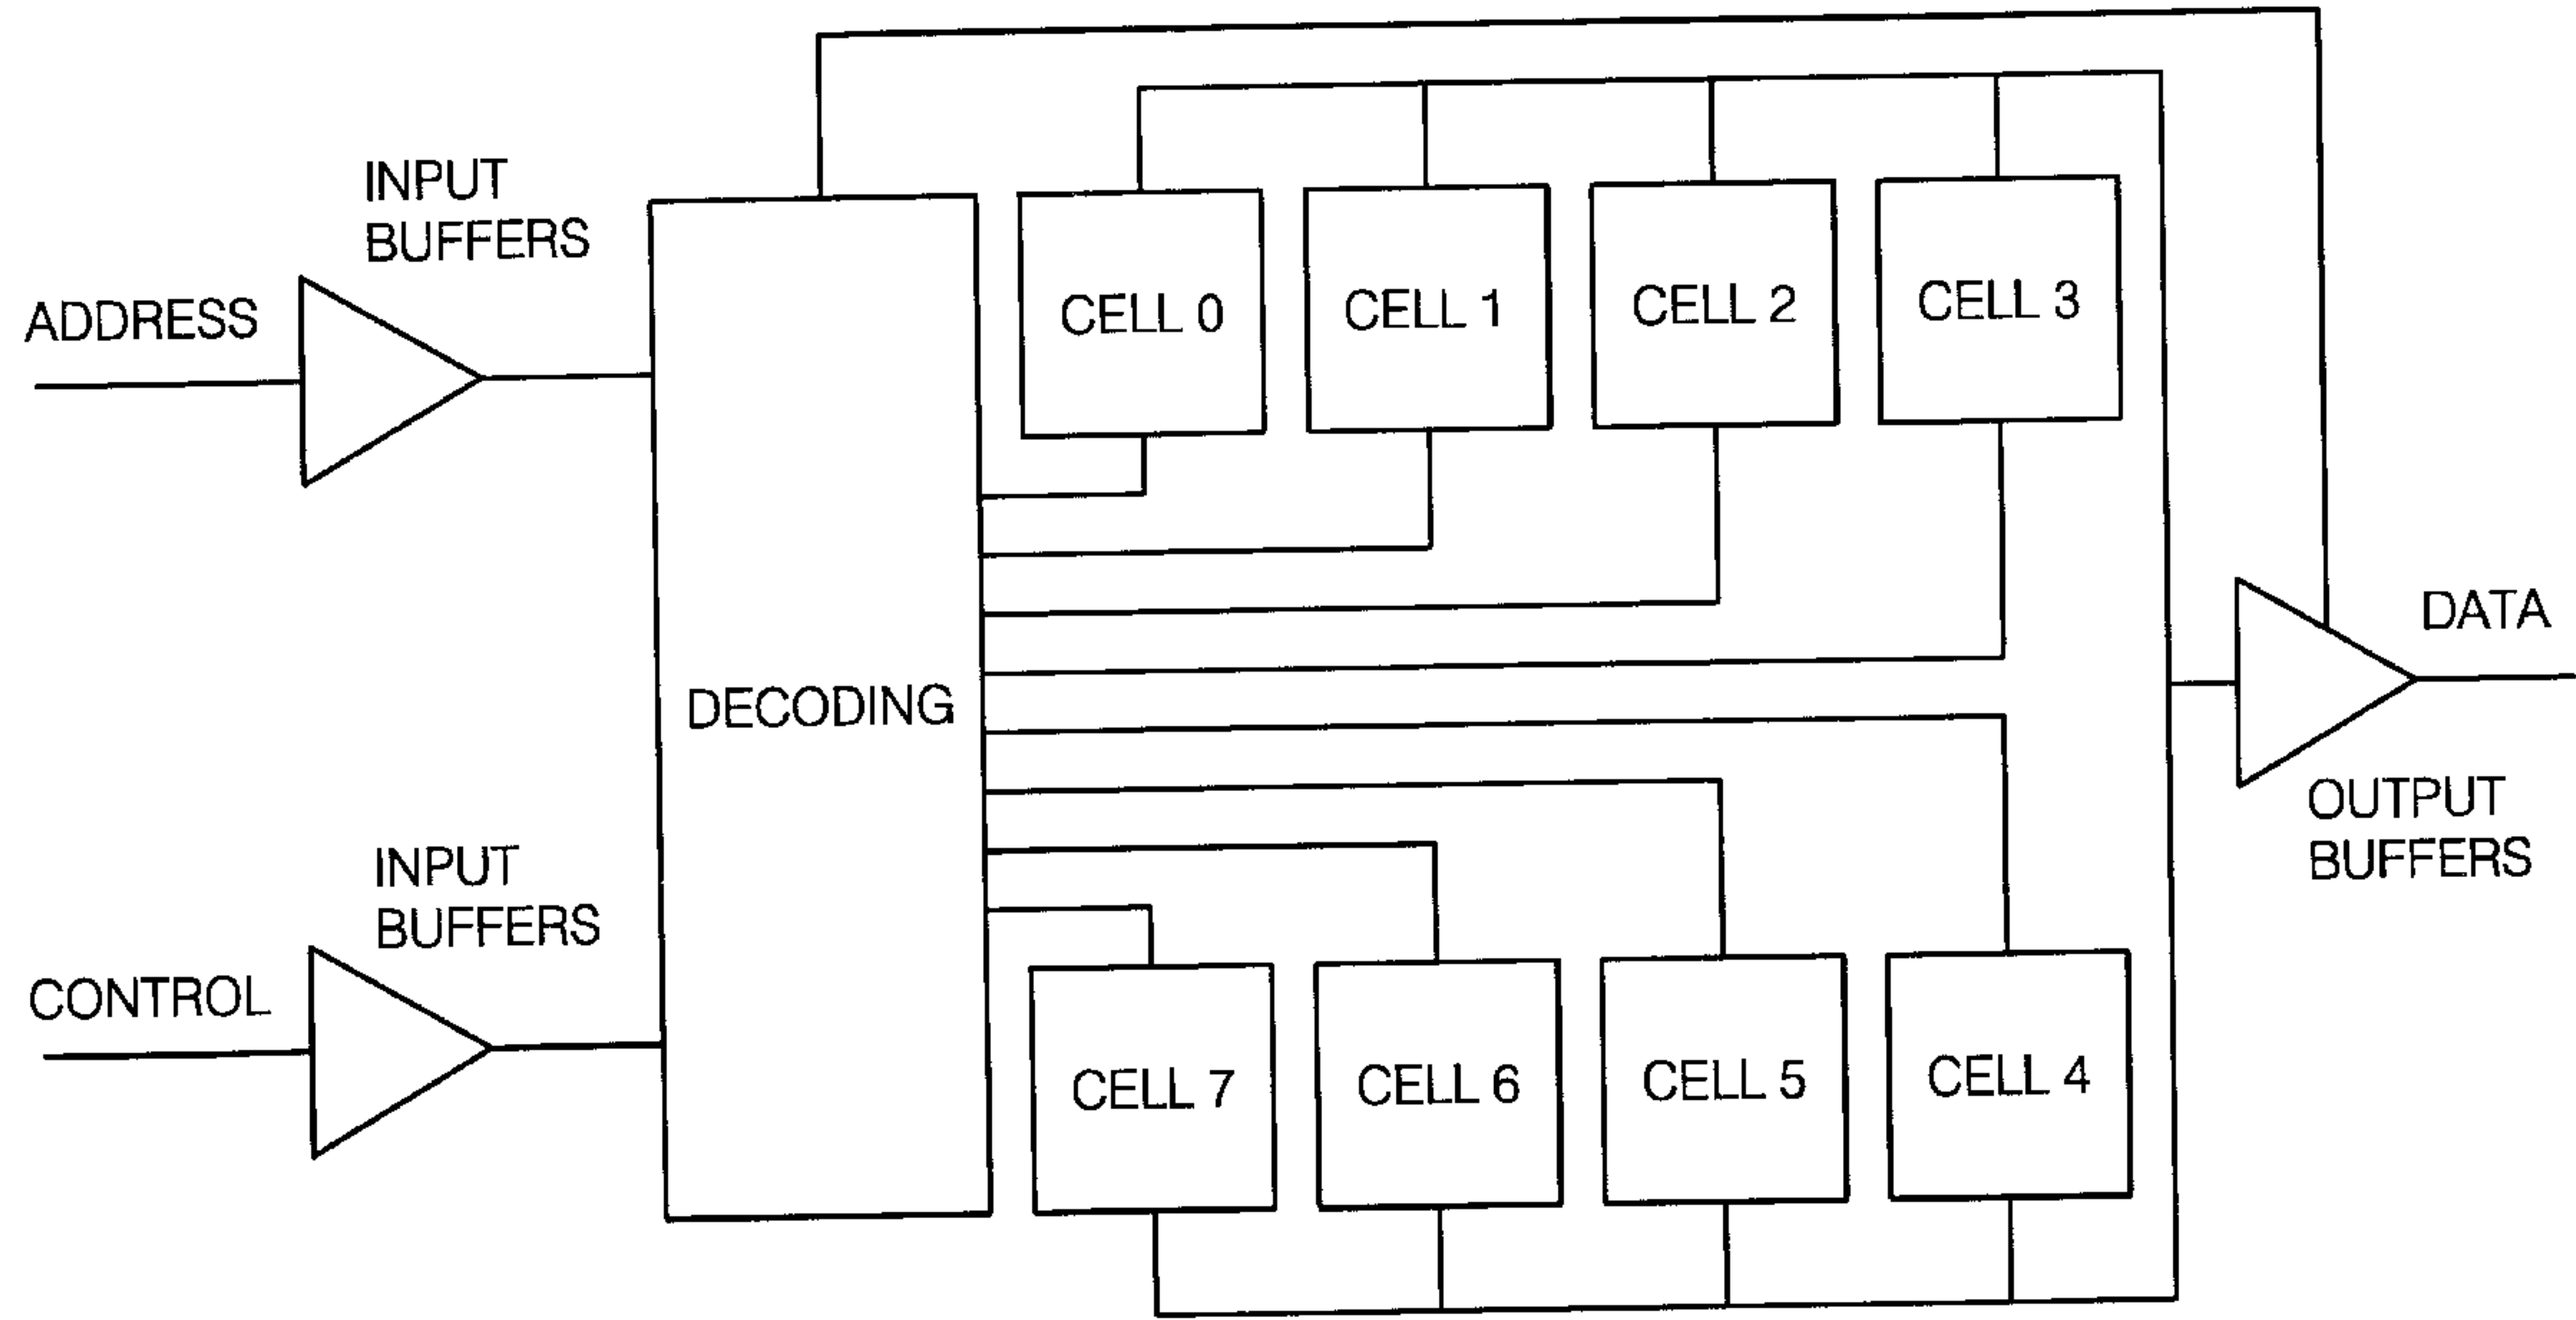 INPUT
BUFFERS
ADDRESS
CELL 0
CELL 1
CELL 2
CELL 3
DECODING
DATA
OUTPUT
BUFFERS
INPUT
BUFFERS
CONTROL
CELL 7
CELL 6
CELL 5
CELL 4